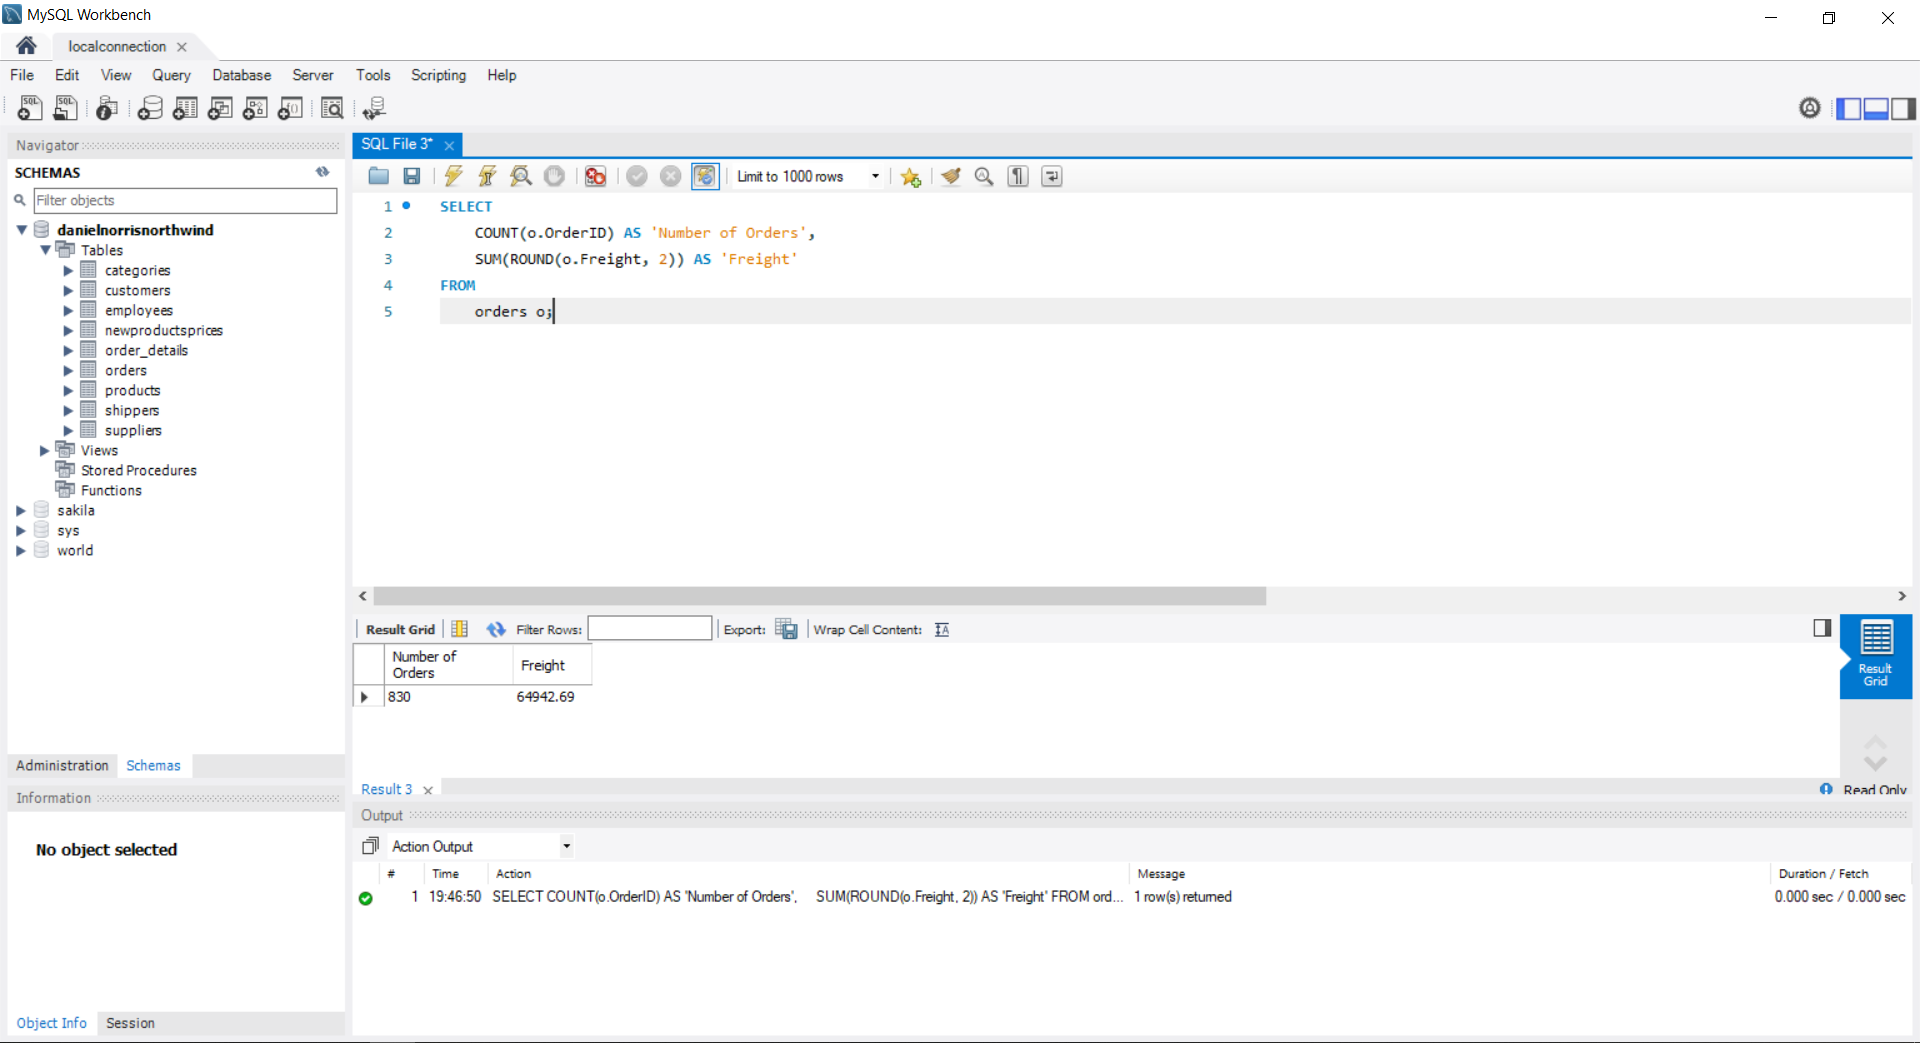 MySQL Workbench
localconnection
File Edit View Query Database Server Tools Scripting Help
Navigator
SCHEMAS
Filter objects
danielnorrisnorthwind
Tables
categories
customers
employees
newproductsprices
order_details
orders
products
shippers
suppliers
Views
Stored Procedures
Functions
sakila
sys
world
Administration Schemas
Information
No object selected
Object Info Session
SQL File 3*
Limit to 1000 rows
1 SELECT
2 COUNT(o.OrderID) AS 'Number of Orders',
3 SUM(ROUND(o.Freight, 2)) AS 'Freight'
4 FROM
5 orders o;
Result Grid Filter Rows: Export: Wrap Cell Content:
Number of
Orders
Freight
830 64942.69
Result
Grid
Result 3
Read Only
Output
Action Output
# Time Action Message Duration / Fetch
1 19:46:50 SELECT COUNT(o.OrderID) AS 'Number of Orders', SUM(ROUND(o.Freight, 2)) AS 'Freight' FROM ord... 1 row(s) returned 0.000 sec / 0.000 sec